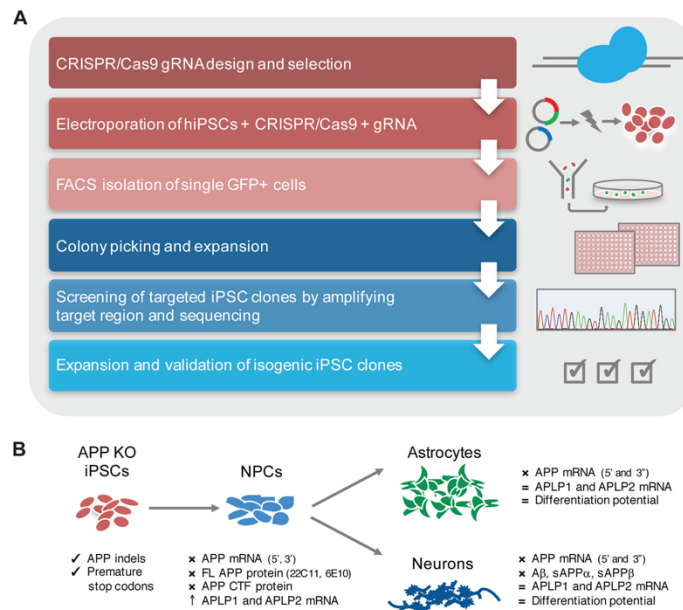 A
CRISPR/Cas9 gRNA design and selection
Electroporation of hiPSCs + CRISPR/Cas9 + gRNA
FACS isolation of single GFP+ cells
Colony picking and expansion
Screening of targeted iPSC clones by amplifying
target region and sequencing
Expansion and validation of isogenic iPSC clones
B
APP KO
iPSCs
✓ APP indels
✓ Premature
stop codons
NPCs
× APP mRNA (5', 3')
× FL APP protein (22C11, 6E10)
× APP CTF protein
↑ APLP1 and APLP2 mRNA
Astrocytes
× APP mRNA (5' and 3")
= APLP1 and APLP2 mRNA
= Differentiation potential
Neurons
× APP mRNA (5' and 3")
× Aβ, sAPPα, sAPPβ
= APLP1 and APLP2 mRNA
= Differentiation potential